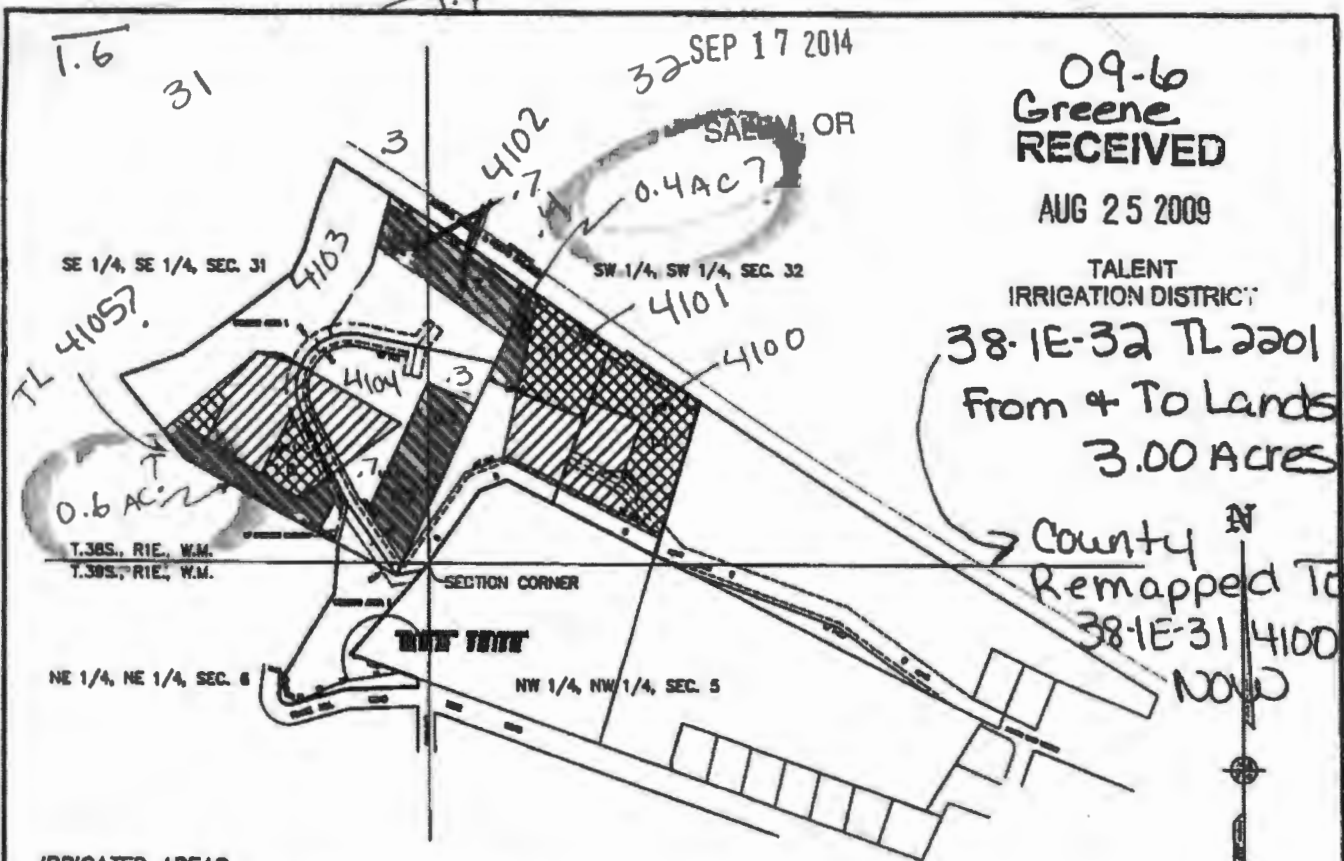 1.6
31
32
SEP 17 2014
SALEM, OR
09-6
Greene
RECEIVED
AUG 25 2009
TALENT
IRRIGATION DISTRICT
38-1E-32 TL 2201
From + To Lands
3.00 Acres
County
Remapped To
38-1E-31 4100
NOW
N
.3
4102
.7
.4
0.4 AC
SE 1/4, SE 1/4, SEC. 31
4103
SW 1/4, SW 1/4, SEC. 32
4101
4100
TL 4105
4104
.3
.7
0.6 AC.
T.38S., R1E., W.M.
T.39S., R1E., W.M.
SECTION CORNER
NE 1/4, NE 1/4, SEC. 6
NW 1/4, NW 1/4, SEC. 5